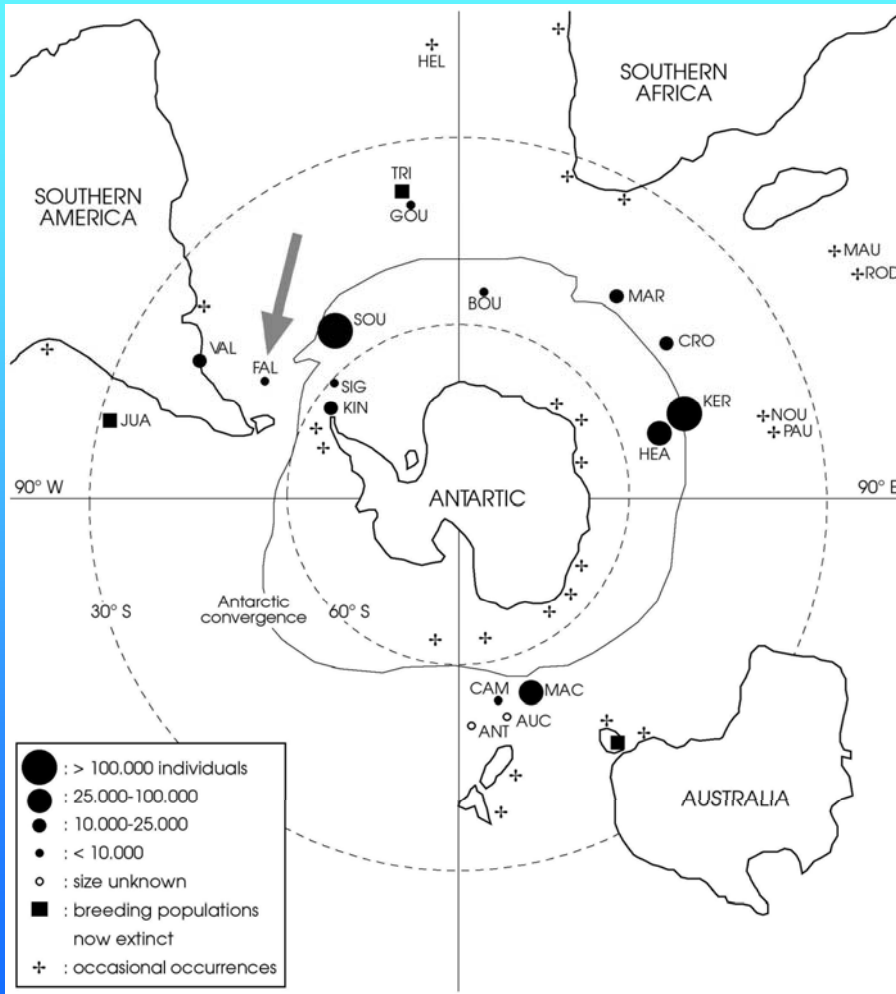 HEL
SOUTHERN
AFRICA
TRI
GOU
SOUTHERN
AMERICA
MAU
ROD
BOU
MAR
SOU
CRO
VAL
FAL
SIG
KIN
KER
JUA
NOU
PAU
HEA
90° W
ANTARTIC
90° E
30° S
Antarctic
convergence
60° S
CAM
MAC
AUC
ANT
AUSTRALIA
: > 100.000 individuals
: 25.000-100.000
: 10.000-25.000
: < 10.000
: size unknown
: breeding populations
now extinct
: occasional occurrences